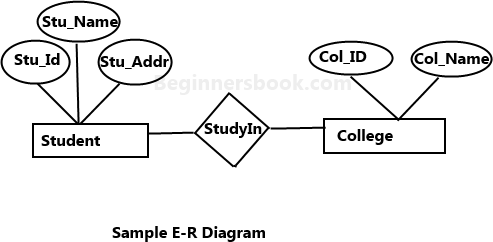 Stu_Name
Stu_Id
Stu_Addr
Col_ID
Col_Name
Beginnersbook.com
Student
StudyIn
College
Sample E-R Diagram